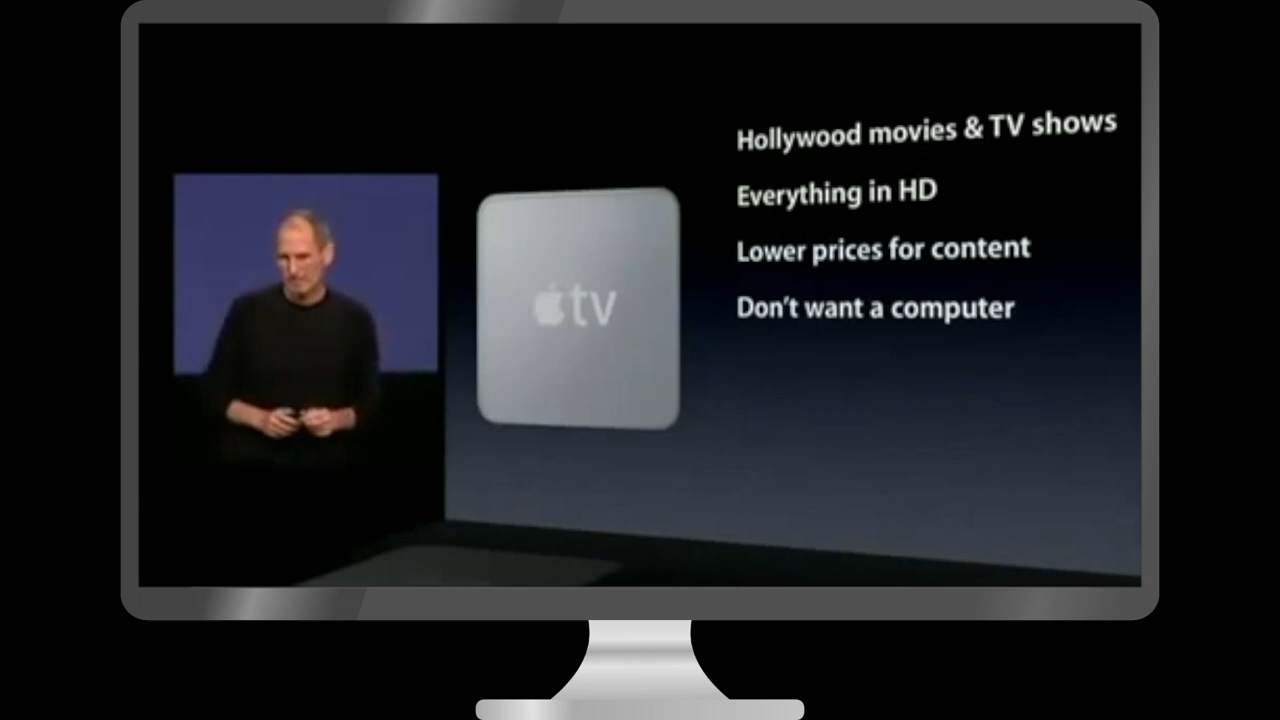 tv
Hollywood movies & TV shows
Everything in HD
Lower prices for content
Don't want a computer